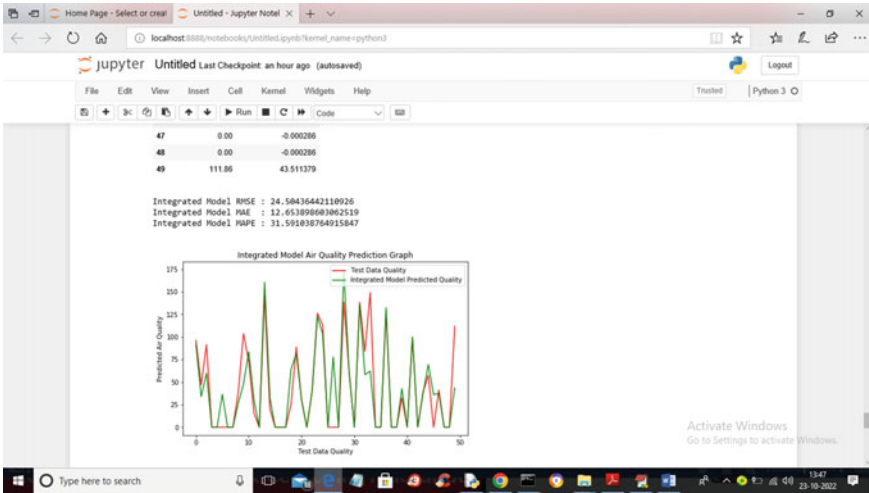 Home Page - Select or creat
Untitled - Jupyter Notel
localhost:8888/notebooks/Untitled.ipynb?kernel_name=python3
jupyter Untitled Last Checkpoint: an hour ago (autosaved)
Logout
File Edit View Insert Cell Kernel Widgets Help
Trusted Python 3
Run Code
47 0.00 -0.000286
48 0.00 -0.000286
49 111.86 43.511379
Integrated Model RMSE : 24.50436442110926
Integrated Model MAE : 12.653898603062519
Integrated Model MAPE : 31.591038764915847
Integrated Model Air Quality Prediction Graph
Test Data Quality
Integrated Model Predicted Quality
175
150
125
100
75
50
25
0
Predicted Air Quality
0 10 20 30 40 50
Test Data Quality
Activate Windows
Go to Settings to activate Windows.
Type here to search
13:47
23-10-2022